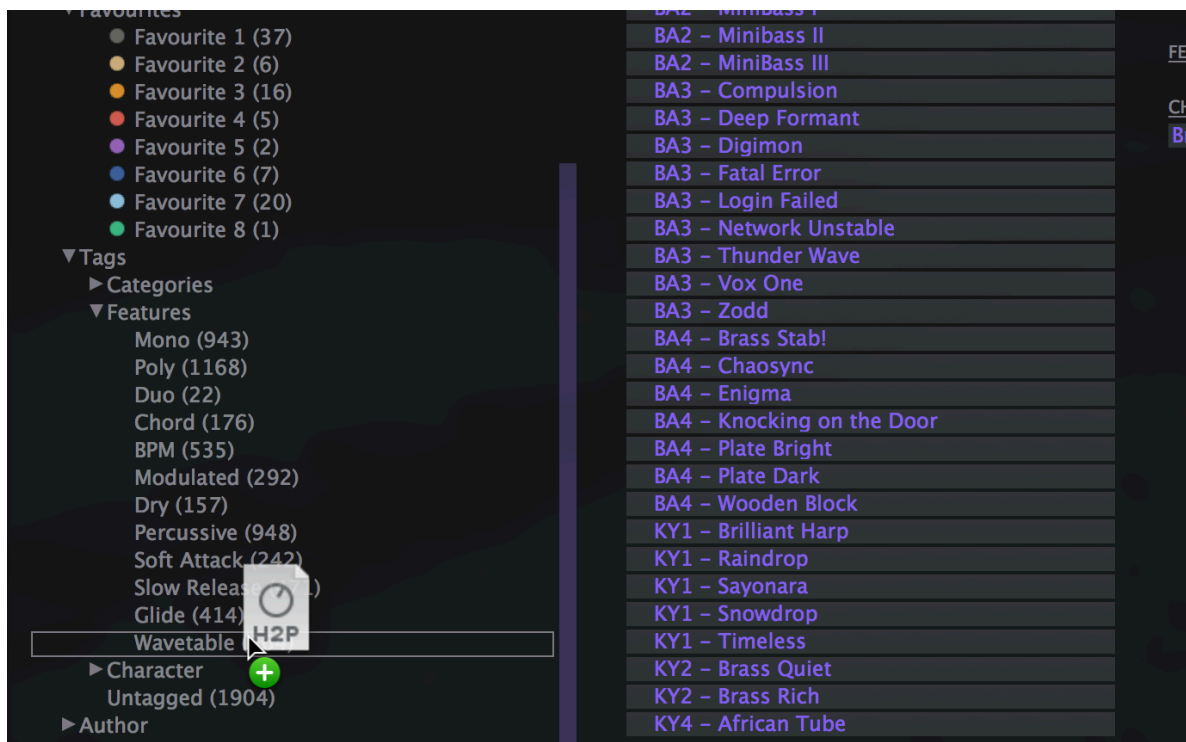 Favourites
Favourite 1 (37)
Favourite 2 (6)
Favourite 3 (16)
Favourite 4 (5)
Favourite 5 (2)
Favourite 6 (7)
Favourite 7 (20)
Favourite 8 (1)
Tags
Categories
Features
Mono (943)
Poly (1168)
Duo (22)
Chord (176)
BPM (535)
Modulated (292)
Dry (157)
Percussive (948)
Soft Attack (242)
Slow
Glide (414)
Wavetable
H2P
Character
Untagged (1904)
Author
BA2 – MiniBass I
BA2 – Minibass II
BA2 – MiniBass III
BA3 – Compulsion
BA3 – Deep Formant
BA3 – Digimon
BA3 – Fatal Error
BA3 – Login Failed
BA3 – Network Unstable
BA3 – Thunder Wave
BA3 – Vox One
BA3 – Zodd
BA4 – Brass Stab!
BA4 – Chaosync
BA4 – Enigma
BA4 – Knocking on the Door
BA4 – Plate Bright
BA4 – Plate Dark
BA4 – Wooden Block
KY1 – Brilliant Harp
KY1 – Raindrop
KY1 – Sayonara
KY1 – Snowdrop
KY1 – Timeless
KY2 – Brass Quiet
KY2 – Brass Rich
KY4 – African Tube
FE
CH